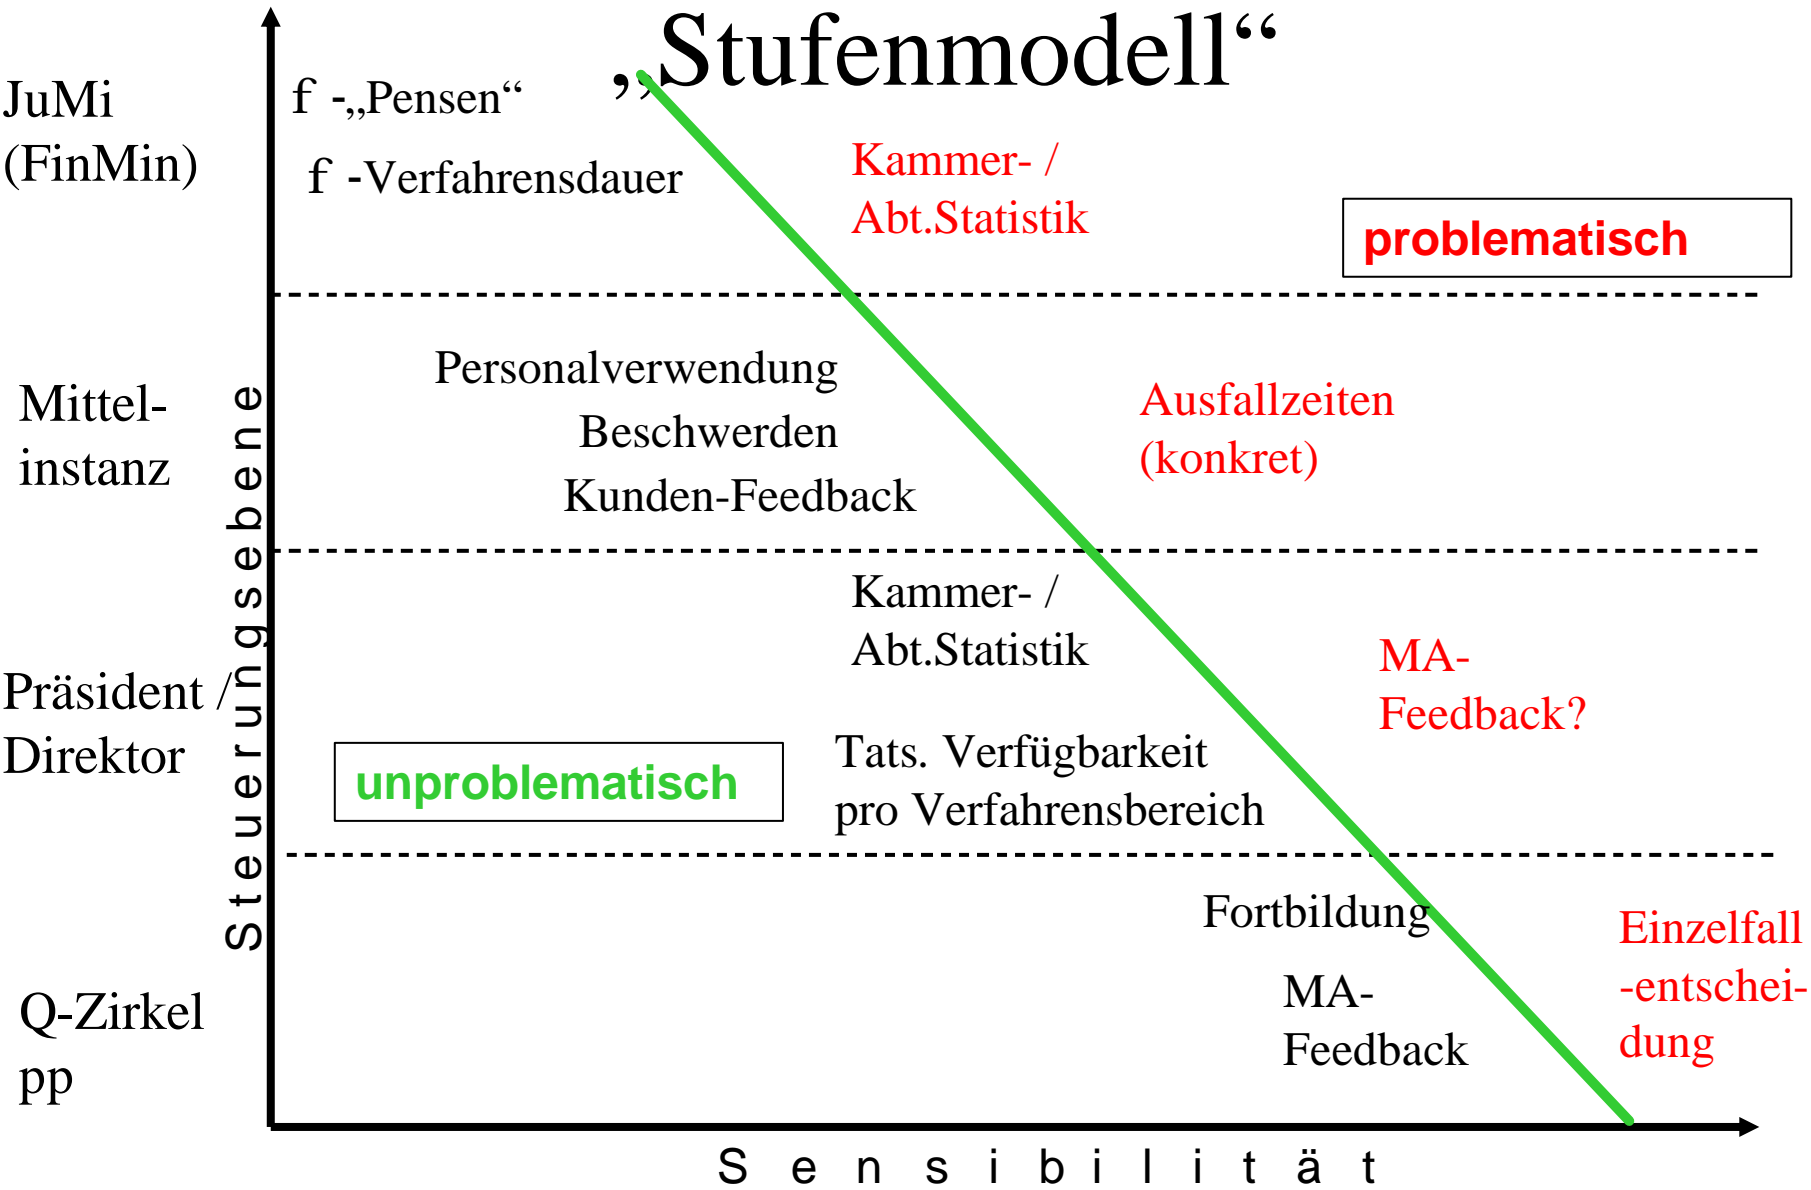 „Stufenmodell“
JuMi
(FinMin)
f -„Pensen“
f -Verfahrensdauer
Kammer- /
Abt.Statistik
problematisch
Mittel-
instanz
Personalverwendung
Beschwerden
Kunden-Feedback
Ausfallzeiten
(konkret)
Steuerungsebene
Präsident /
Direktor
Kammer- /
Abt.Statistik
MA-
Feedback?
unproblematisch
Tats. Verfügbarkeit
pro Verfahrensbereich
Q-Zirkel
pp
Fortbildung
MA-
Feedback
Einzelfall
-entschei-
dung
Sensibilität